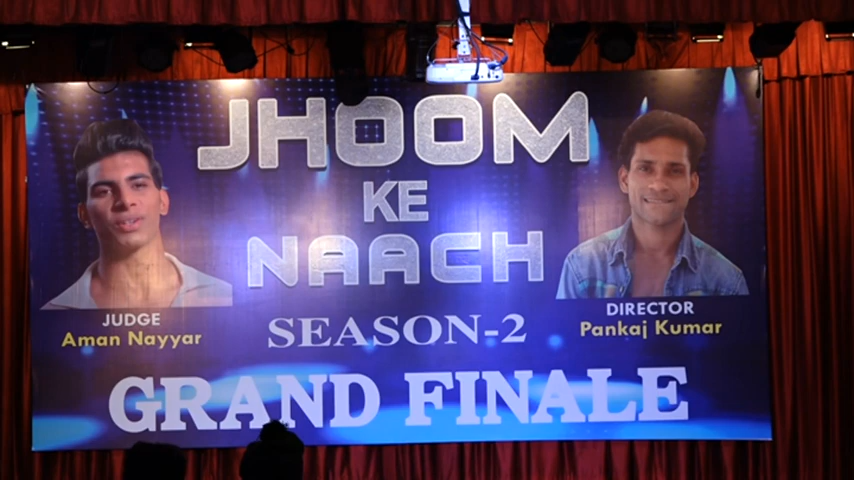 JHOOM
KE
NAACH
SEASON-2
GRAND FINALE
JUDGE
Aman Nayyar
DIRECTOR
Pankaj Kumar